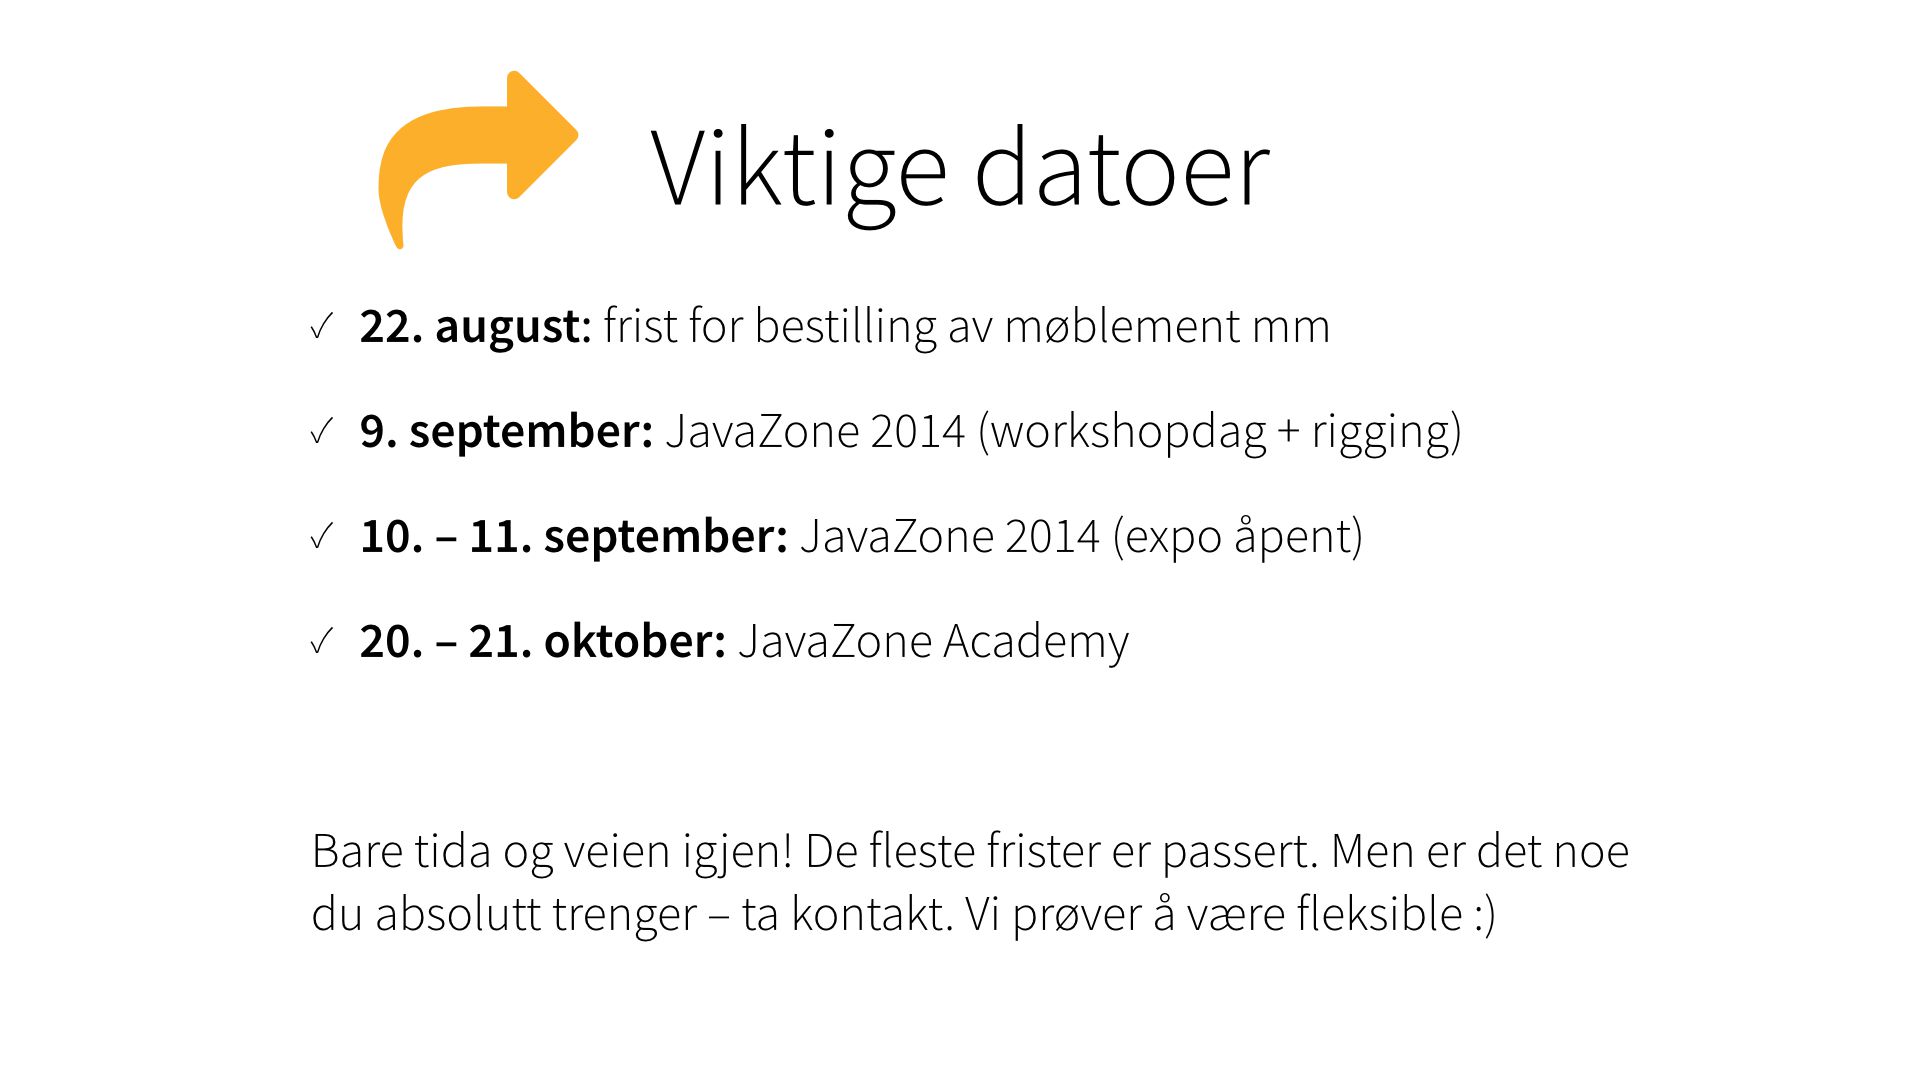 Viktige datoer
✓ 22. august: frist for bestilling av møblement mm
✓ 9. september: JavaZone 2014 (workshopdag + rigging)
✓ 10. – 11. september: JavaZone 2014 (expo åpent)
✓ 20. – 21. oktober: JavaZone Academy
Bare tida og veien igjen! De fleste frister er passert. Men er det noe
du absolutt trenger – ta kontakt. Vi prøver å være fleksible :)